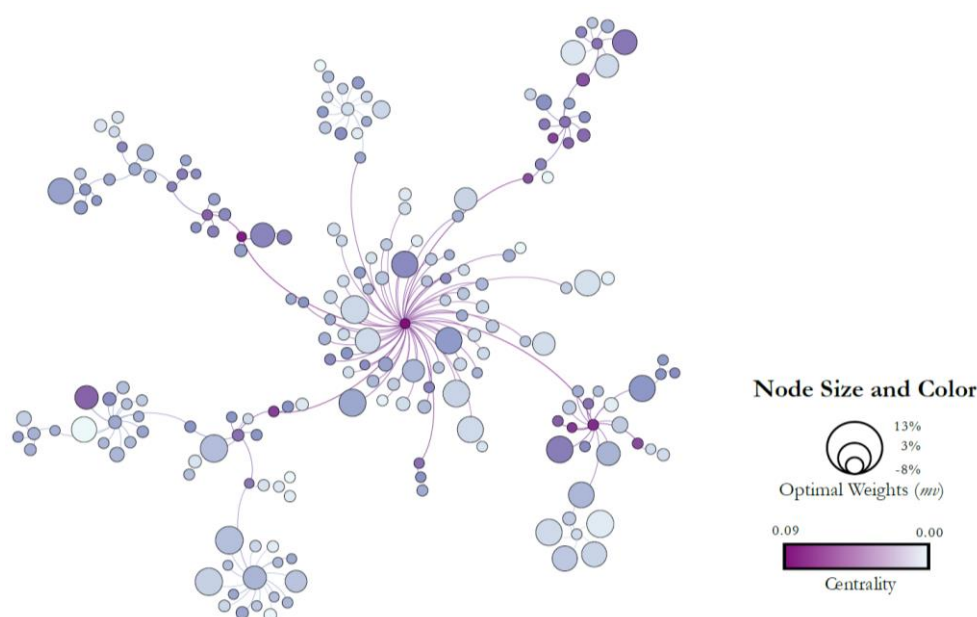 Node Size and Color
13%
3%
-8%
Optimal Weights (mv)
0.09 0.00
Centrality